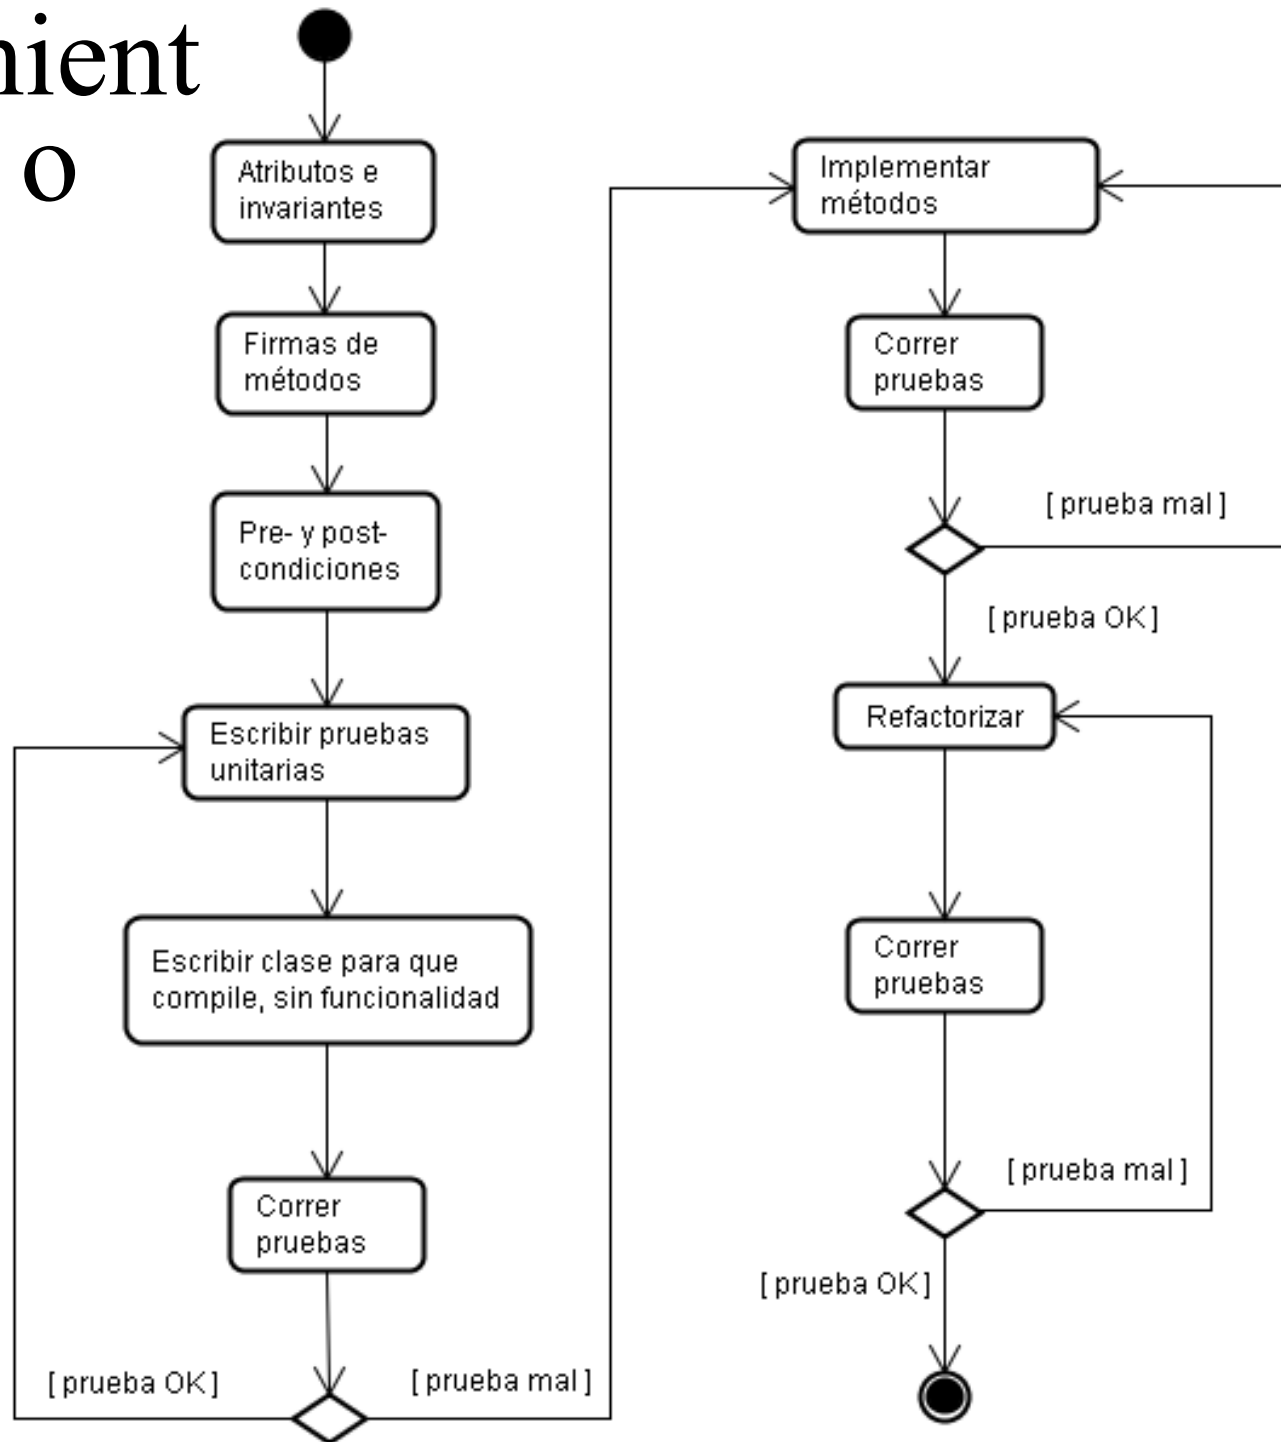 nient
o
Atributos e
invariantes
Firmas de
métodos
Pre- y post-
condiciones
Escribir pruebas
unitarias
Escribir clase para que
compile, sin funcionalidad
Correr
pruebas
[ prueba OK ]
[ prueba mal ]
Implementar
métodos
Correr
pruebas
[ prueba mal ]
[ prueba OK ]
Refactorizar
Correr
pruebas
[ prueba mal ]
[ prueba OK ]